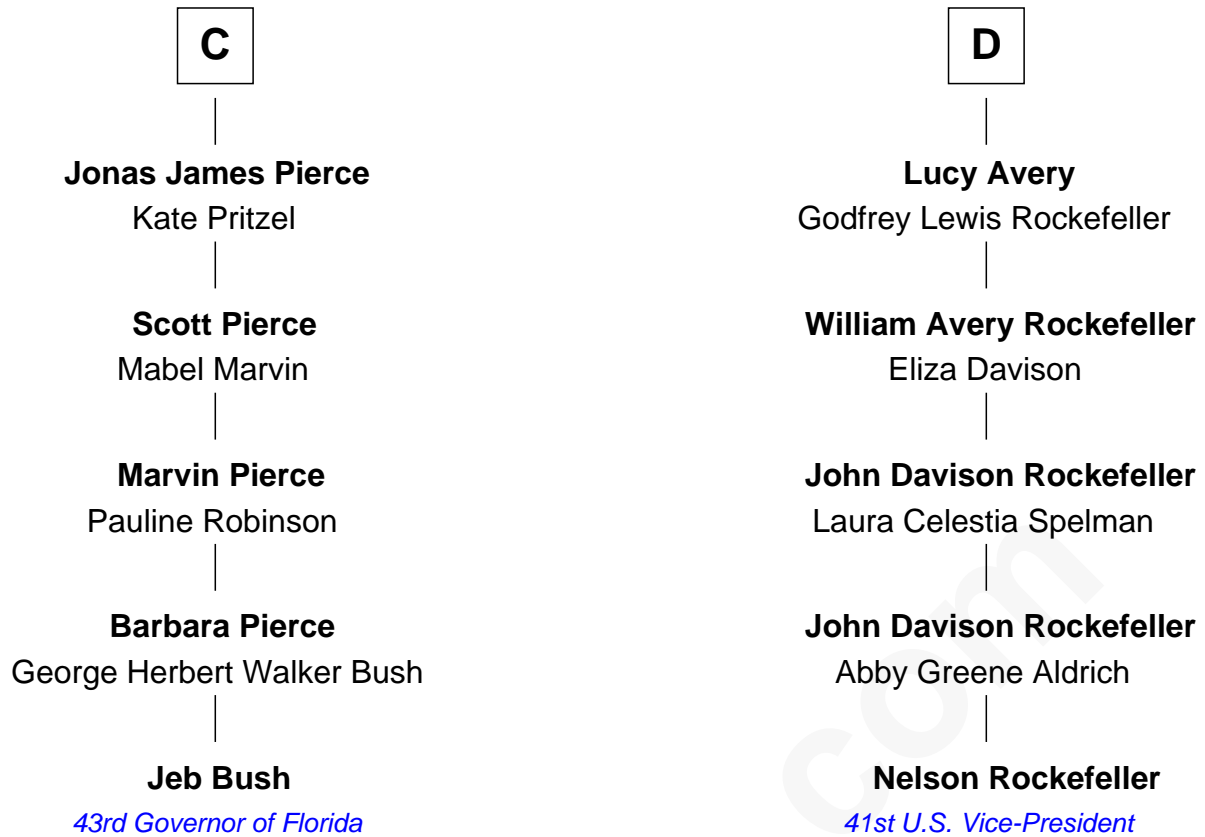 C
Jonas James Pierce
Kate Pritzel
Scott Pierce
Mabel Marvin
Marvin Pierce
Pauline Robinson
Barbara Pierce
George Herbert Walker Bush
Jeb Bush
43rd Governor of Florida
D
Lucy Avery
Godfrey Lewis Rockefeller
William Avery Rockefeller
Eliza Davison
John Davison Rockefeller
Laura Celestia Spelman
John Davison Rockefeller
Abby Greene Aldrich
Nelson Rockefeller
41st U.S. Vice-President
com